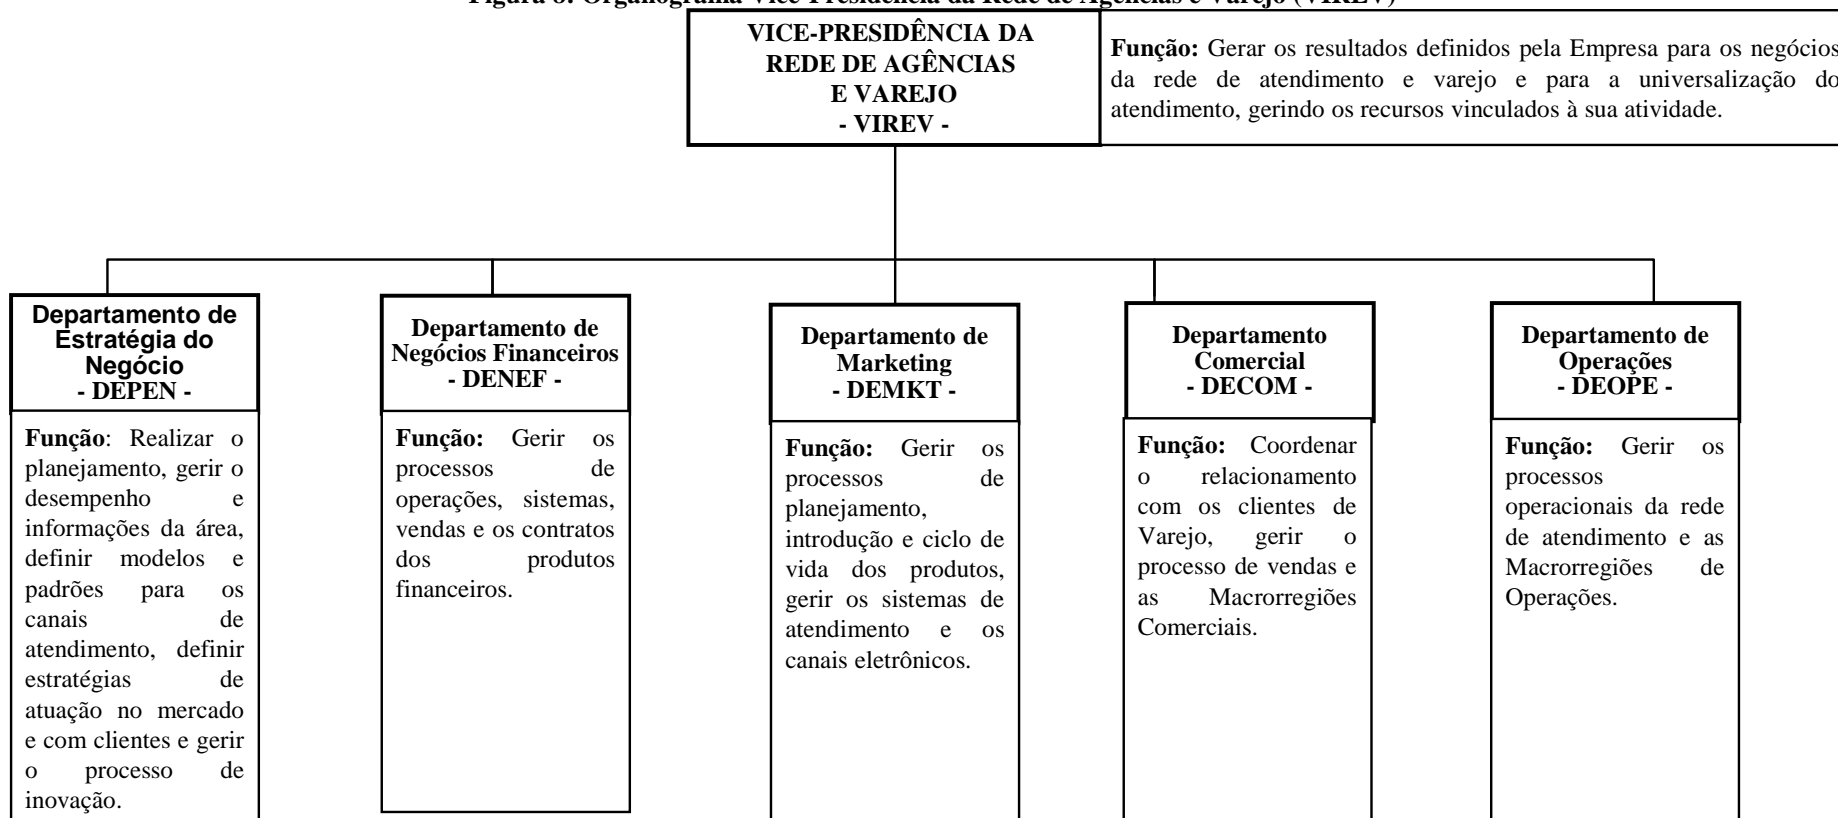 VICE-PRESIDÊNCIA DA
REDE DE AGÊNCIAS
E VAREJO
- VIREV -
Função: Gerar os resultados definidos pela Empresa para os negócios
da rede de atendimento e varejo e para a universalização do
atendimento, gerindo os recursos vinculados à sua atividade.
Departamento de
Estratégia do
Negócio
- DEPEN -
Função: Realizar o
planejamento, gerir o
desempenho e
informações da área,
definir modelos e
padrões para os
canais de
atendimento, definir
estratégias de
atuação no mercado
e com clientes e gerir
o processo de
inovação.
Departamento de
Negócios Financeiros
- DENEF -
Função: Gerir os
processos de
operações, sistemas,
vendas e os contratos
dos produtos
financeiros.
Departamento de
Marketing
- DEMKT -
Função: Gerir os
processos de
planejamento,
introdução e ciclo de
vida dos produtos,
gerir os sistemas de
atendimento e os
canais eletrônicos.
Departamento
Comercial
- DECOM -
Função: Coordenar
o relacionamento
com os clientes de
Varejo, gerir o
processo de vendas e
as Macrorregiões
Comerciais.
Departamento de
Operações
- DEOPE -
Função: Gerir os
processos
operacionais da rede
de atendimento e as
Macrorregiões de
Operações.